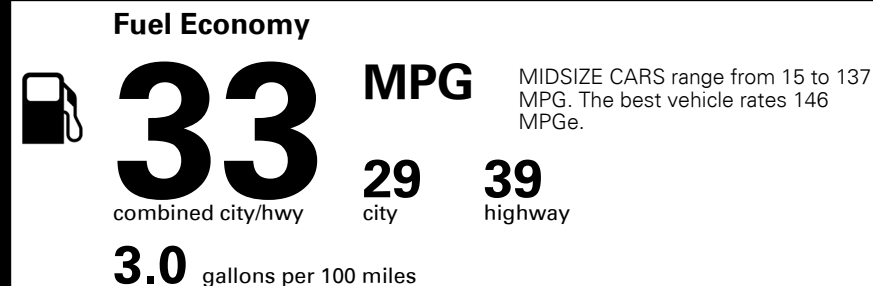 Fuel Economy
33 MPG
MIDSIZE CARS range from 15 to 137
MPG. The best vehicle rates 146
MPGe.
combined city/hwy
29
city
39
highway
3.0 gallons per 100 miles